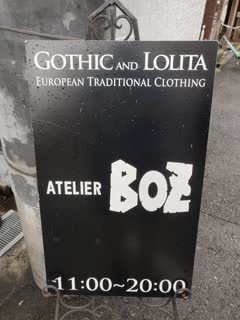 GOTHIC AND LOLITA
EUROPEAN TRADITIONAL CLOTHING
ATELIER BOZ
11:00~20:00